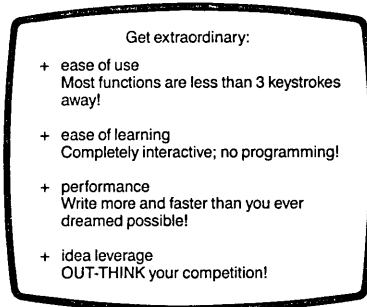 Get extraordinary:
+ ease of use
Most functions are less than 3 keystrokes
away!
+ ease of learning
Completely interactive; no programming!
+ performance
Write more and faster than you ever
dreamed possible!
+ idea leverage
OUT-THINK your competition!